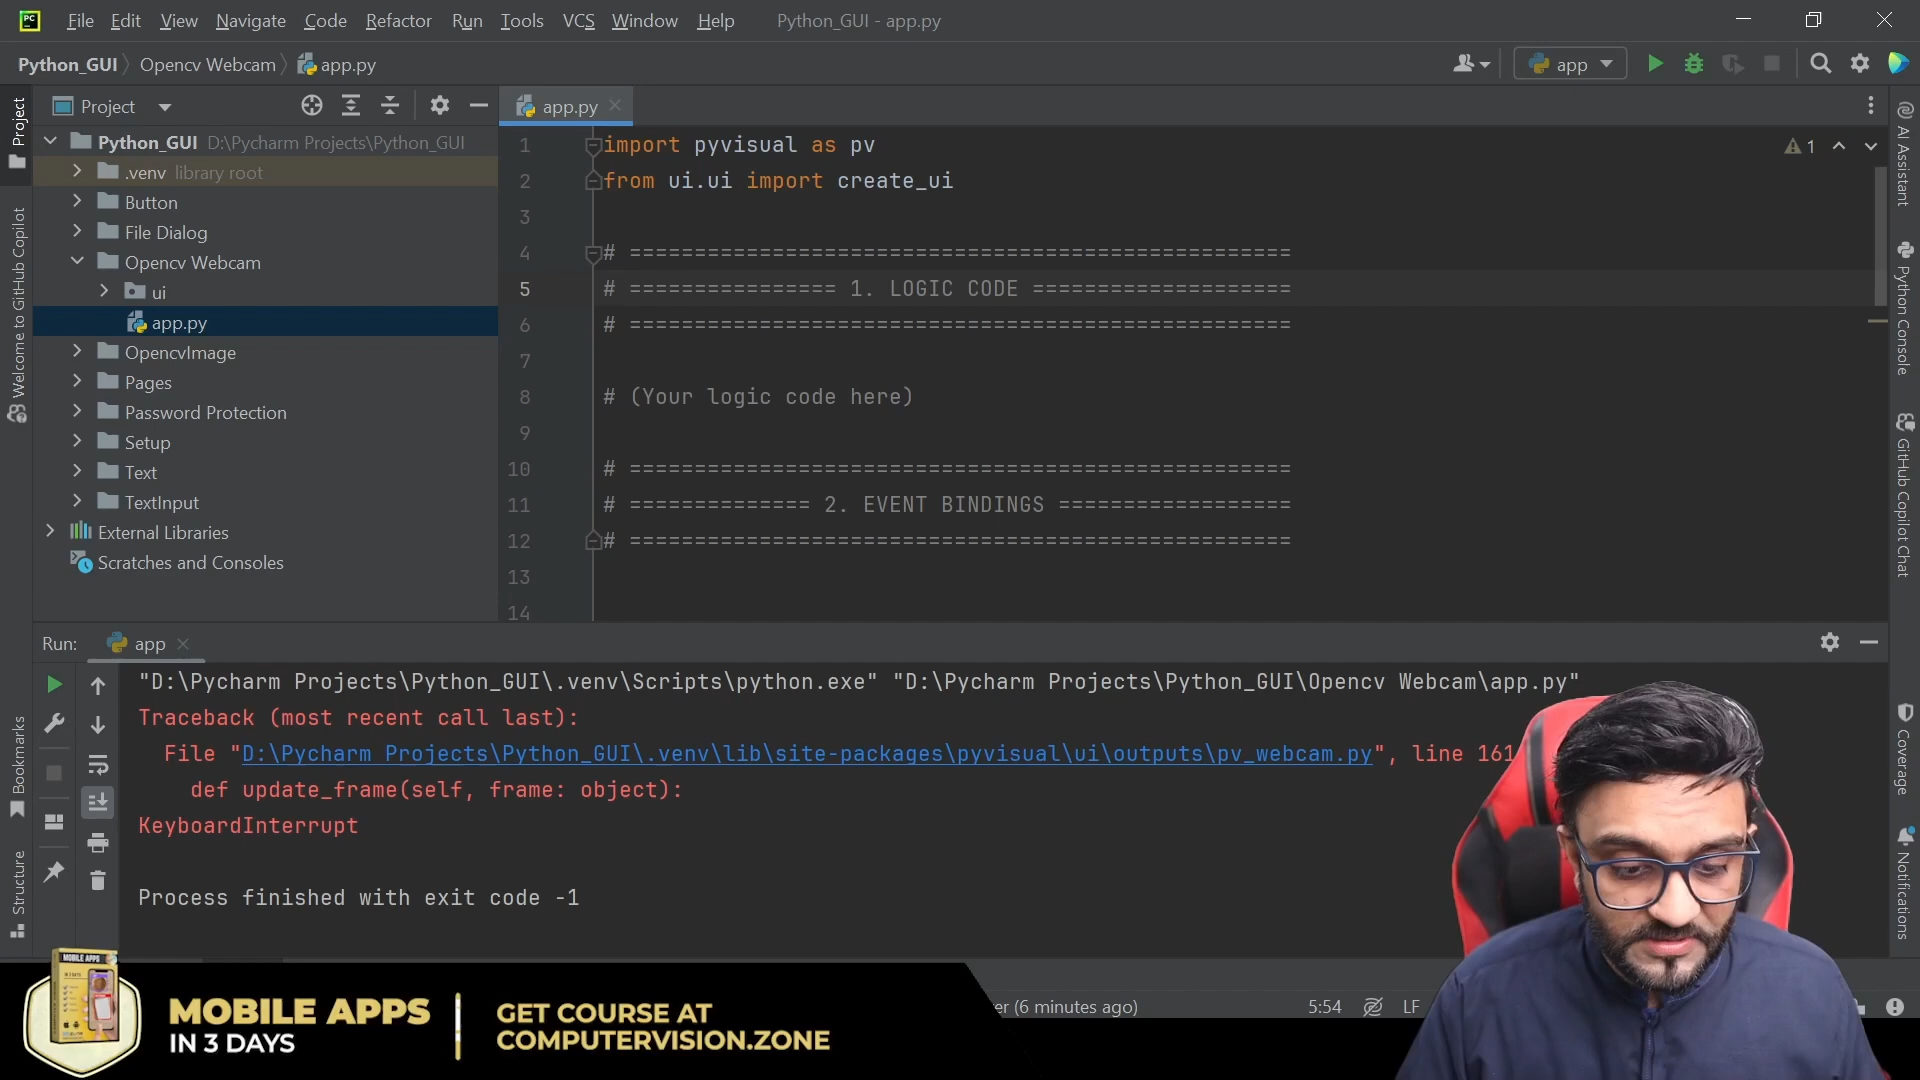 PC File Edit View Navigate Code Refactor Run Tools VCS Window Help Python_GUI - app.py
Python_GUI Opencv Webcam app.py app
Project
app.py
Python_GUI D:\Pycharm Projects\Python_GUI
.venv library root
Button
File Dialog
Opencv Webcam
ui
app.py
OpencvImage
Pages
Password Protection
Setup
Text
TextInput
External Libraries
Scratches and Consoles
Project
Welcome to GitHub Copilot
Bookmarks
Structure
1 import pyvisual as pv
2 from ui.ui import create_ui
3
4 # ===================================================
5 # ================ 1. LOGIC CODE ====================
6 # ===================================================
7
8 # (Your logic code here)
9
10 # ===================================================
11 # ============== 2. EVENT BINDINGS ==================
12 # ===================================================
13
14
1
AI Assistant
Python Console
GitHub Copilot Chat
Coverage
Notifications
Run: app
"D:\Pycharm Projects\Python_GUI\.venv\Scripts\python.exe" "D:\Pycharm Projects\Python_GUI\Opencv Webcam\app.py"
Traceback (most recent call last):
File "D:\Pycharm Projects\Python_GUI\.venv\lib\site-packages\pyvisual\ui\outputs\pv_webcam.py", line 161
def update_frame(self, frame: object):
KeyboardInterrupt
Process finished with exit code -1
(6 minutes ago) 5:54 LF
MOBILE APPS
IN 3 DAYS
MOBILE APPS
IN 3 DAYS
GET COURSE AT
COMPUTERVISION.ZONE